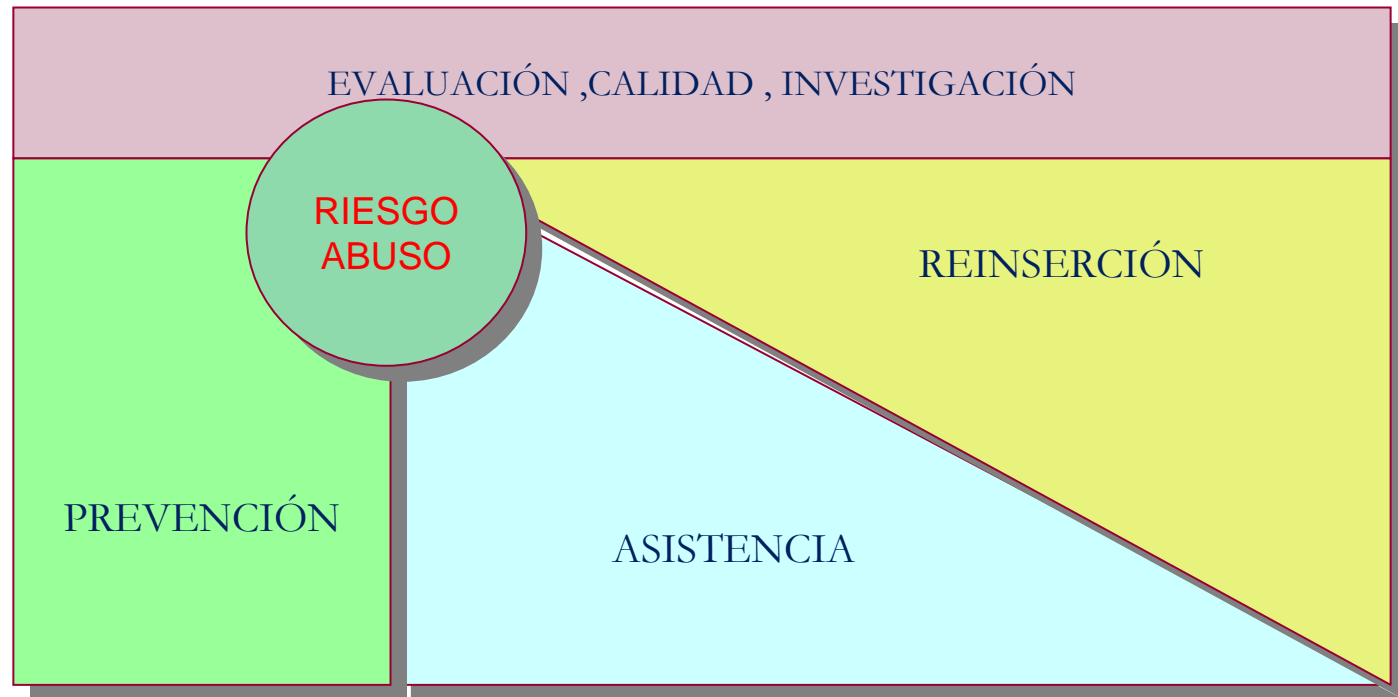 EVALUACIÓN ,CALIDAD , INVESTIGACIÓN
RIESGO
ABUSO
REINSERCIÓN
PREVENCIÓN
ASISTENCIA